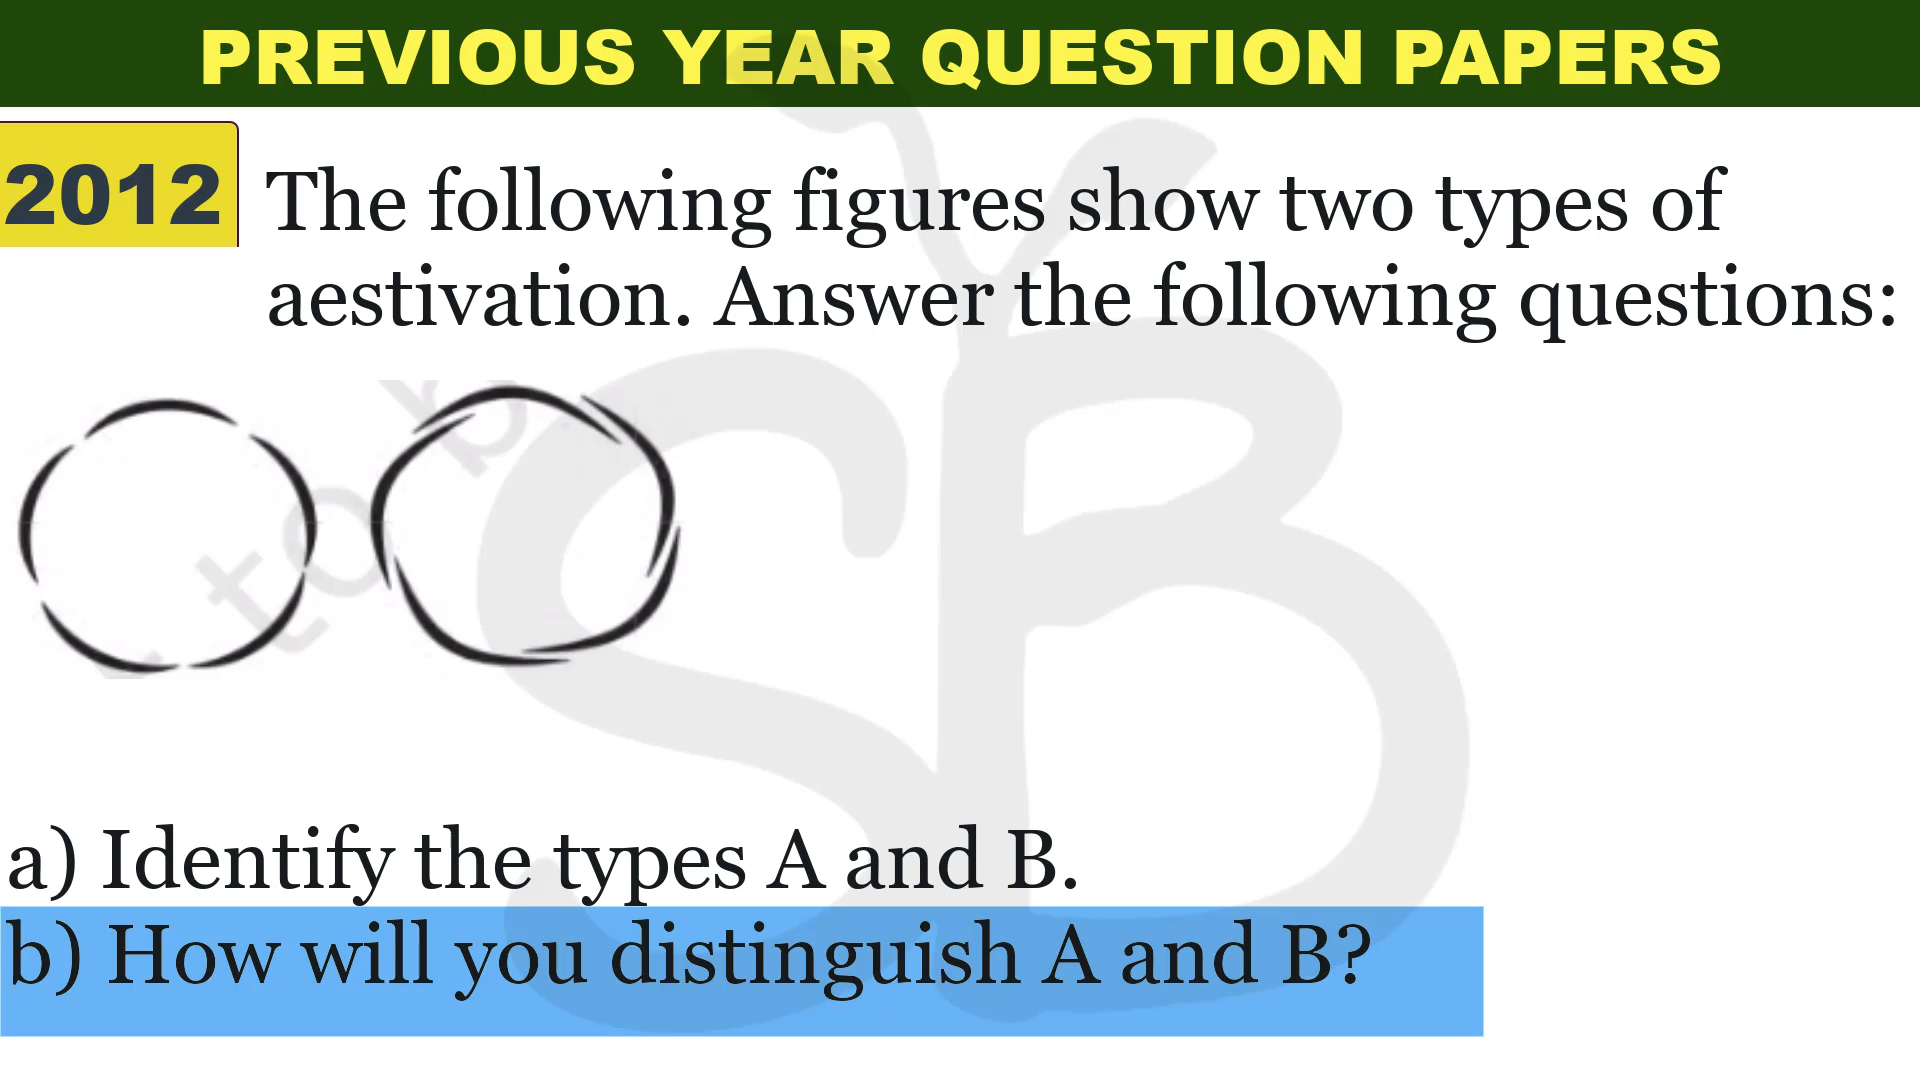 PREVIOUS YEAR QUESTION PAPERS
2012
The following figures show two types of
aestivation. Answer the following questions:
a) Identify the types A and B.
b) How will you distinguish A and B?